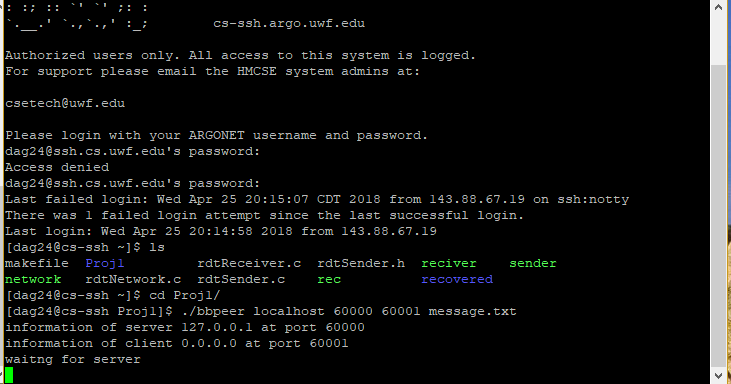 : :; :: `' `' ;: :
`.__.' `.,`.,' :_;      cs-ssh.argo.uwf.edu
Authorized users only. All access to this system is logged.
For support please email the HMCSE system admins at:
csetech@uwf.edu
Please login with your ARGONET username and password.
dag24@ssh.cs.uwf.edu's password:
Access denied
dag24@ssh.cs.uwf.edu's password:
Last failed login: Wed Apr 25 20:15:07 CDT 2018 from 143.88.67.19 on ssh:notty
There was 1 failed login attempt since the last successful login.
Last login: Wed Apr 25 20:14:58 2018 from 143.88.67.19
[dag24@cs-ssh ~]$ ls
makefile  Proj1         rdtReceiver.c  rdtSender.h  reciver    sender
network   rdtNetwork.c  rdtSender.c    rec          recovered
[dag24@cs-ssh ~]$ cd Proj1/
[dag24@cs-ssh Proj1]$ ./bbpeer localhost 60000 60001 message.txt
information of server 127.0.0.1 at port 60000
information of client 0.0.0.0 at port 60001
waitng for server